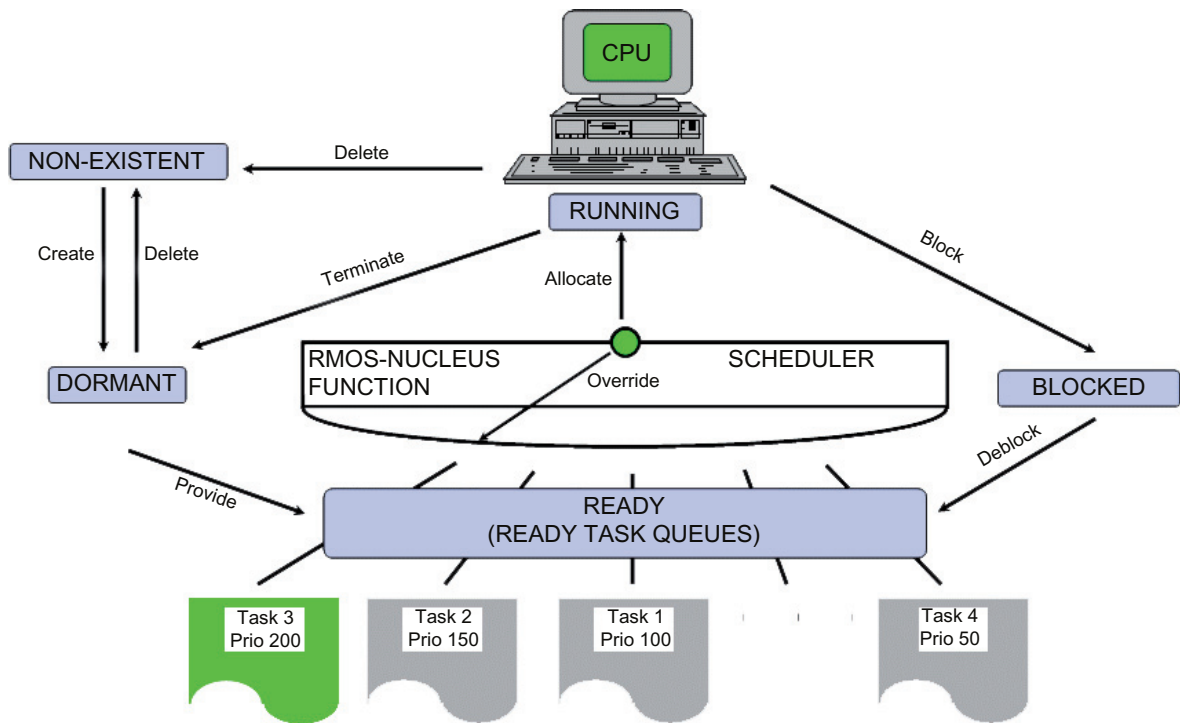 CPU
NON-EXISTENT
Delete
RUNNING
Create
Delete
Terminate
Allocate
Block
RMOS-NUCLEUS
FUNCTION
SCHEDULER
Override
DORMANT
BLOCKED
Provide
Deblock
READY
(READY TASK QUEUES)
Task 3
Prio 200
Task 2
Prio 150
Task 1
Prio 100
Task 4
Prio 50